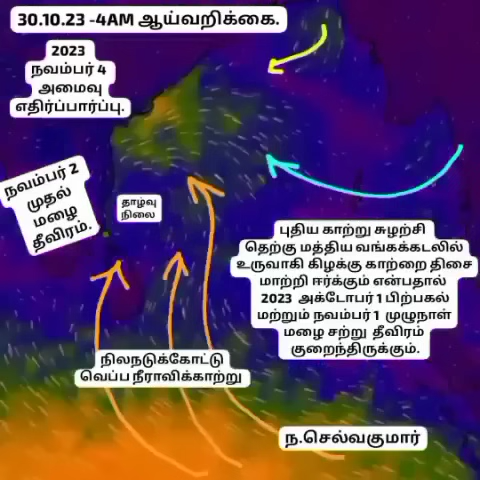 30.10.23 -4AM ஆய்வறிக்கை.
2023
நவம்பர் 4
அமைவு
எதிர்ப்பார்ப்பு.
நவம்பர் 2
முதல்
மழை
தீவிரம்.
தாழ்வு
நிலை
புதிய காற்று சுழற்சி
தெற்கு மத்திய வங்கக்கடலில்
உருவாகி கிழக்கு காற்றை திசை
மாற்றி ஈர்க்கும் என்பதால்
2023 அக்டோபர் 1 பிற்பகல்
மற்றும் நவம்பர் 1 முழுநாள்
மழை சற்று தீவிரம்
குறைந்திருக்கும்.
நிலநடுக்கோட்டு
வெப்ப நீராவிக்காற்று
ந.செல்வகுமார்